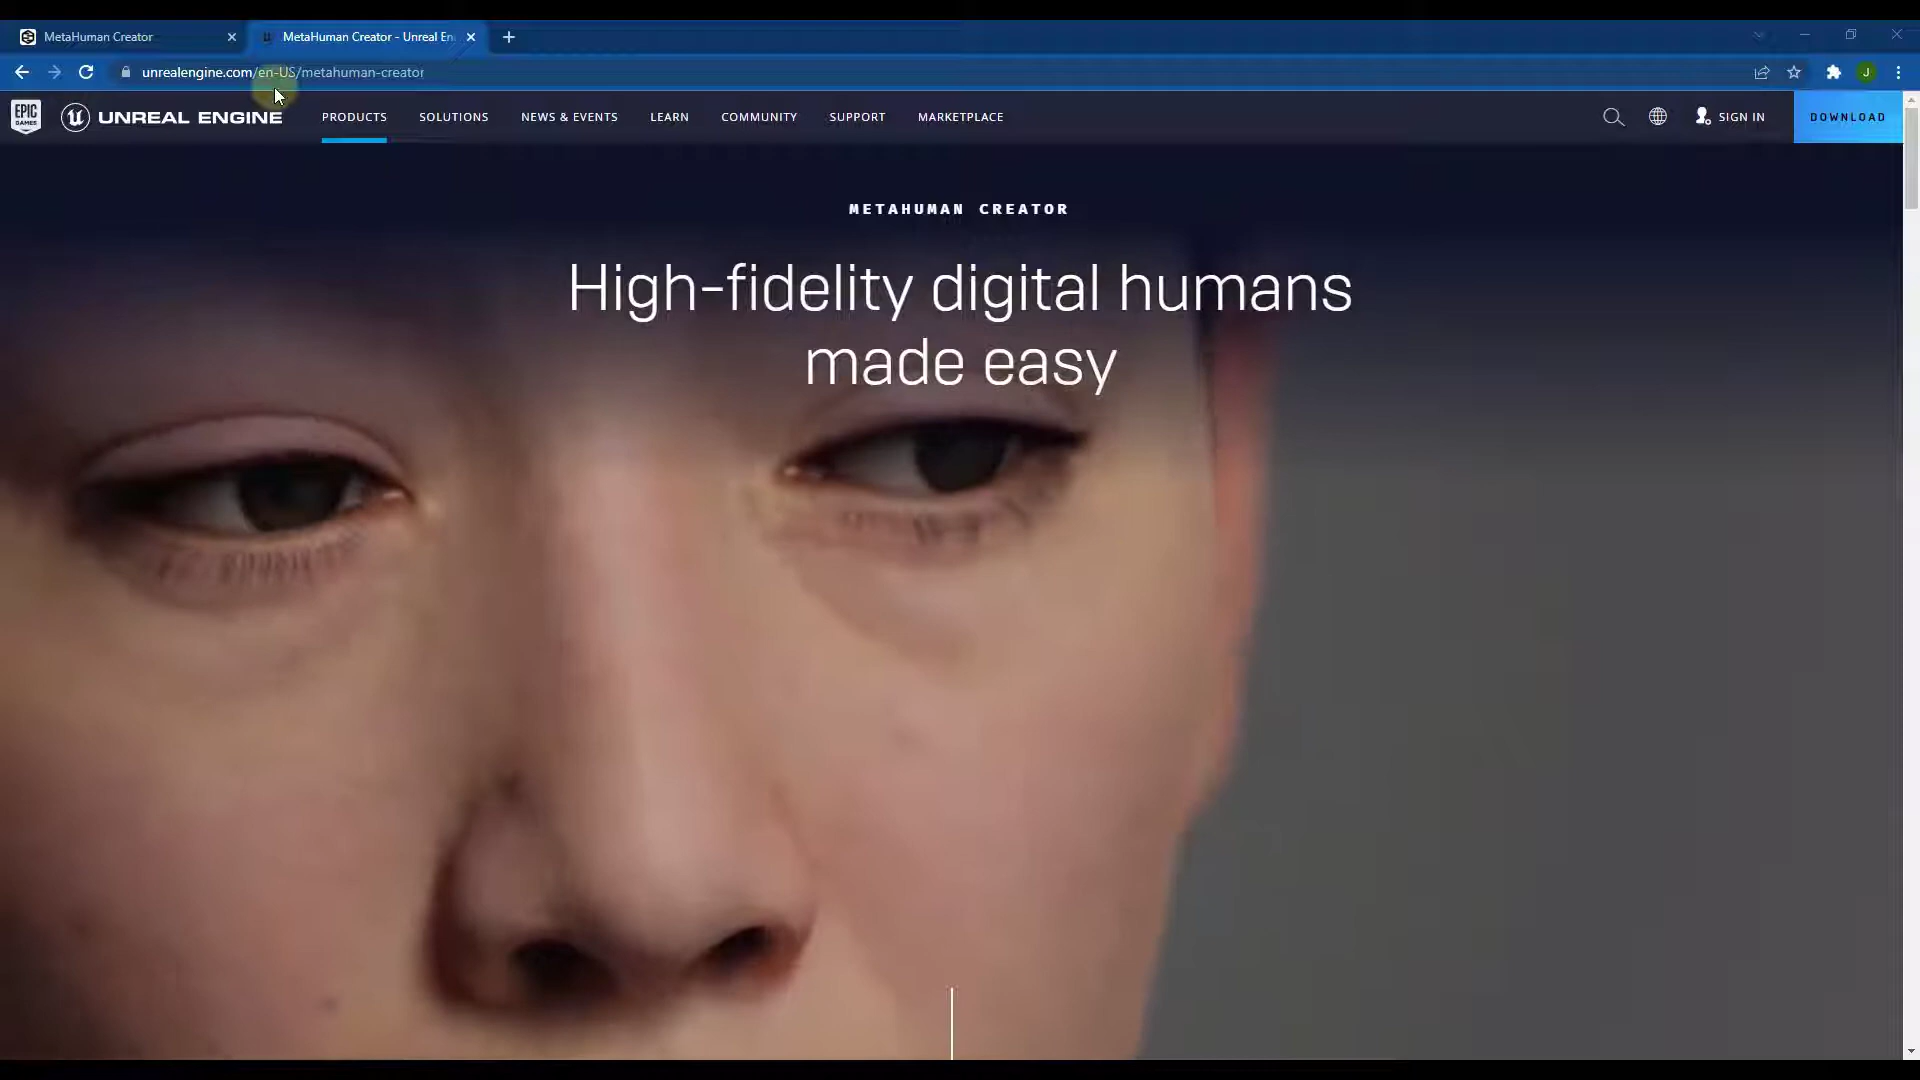 MetaHuman Creator
MetaHuman Creator - Unreal En
unrealengine.com/en-US/metahuman-creator
J
EPIC
GAMES
UNREAL ENGINE
PRODUCTS
SOLUTIONS
NEWS & EVENTS
LEARN
COMMUNITY
SUPPORT
MARKETPLACE
SIGN IN
DOWNLOAD
METAHUMAN CREATOR
High-fidelity digital humans
made easy